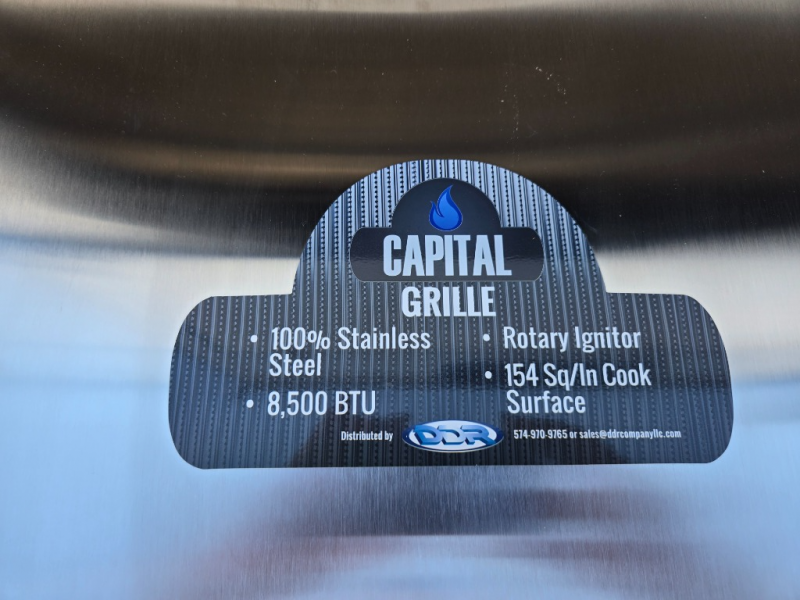 CAPITAL
GRILLE
• 100% Stainless
Steel
• 8,500 BTU
• Rotary Ignitor
• 154 Sq/In Cook
Surface
Distributed by DDR 574-970-9765 or sales@ddrcompanyllc.com